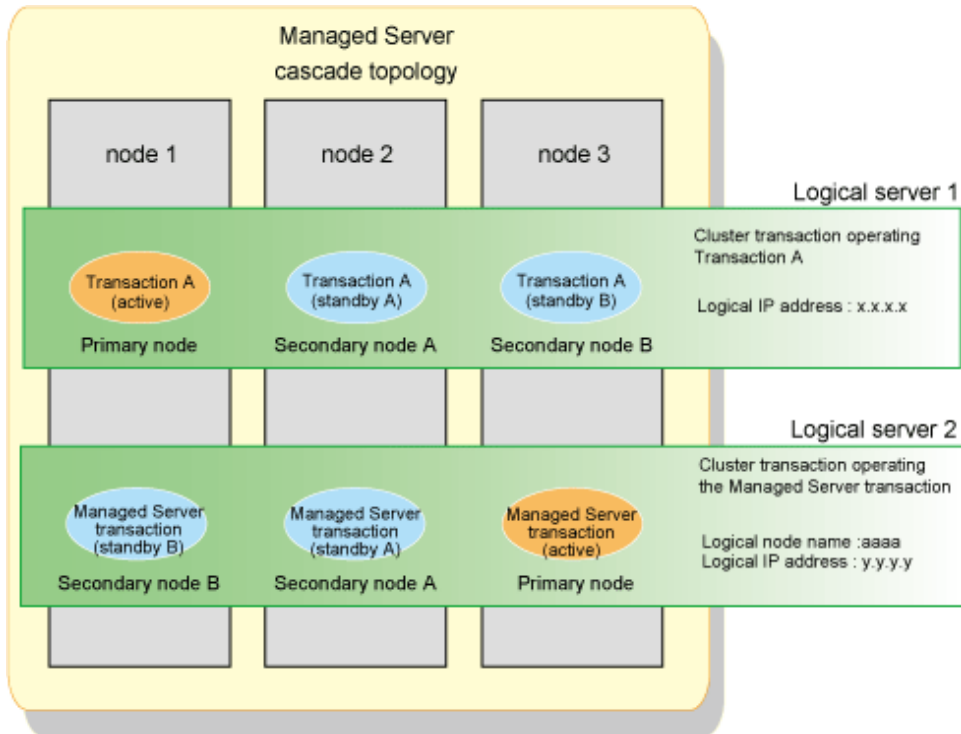 Managed Server
cascade topology
node 1
node 2
node 3
Logical server 1
Cluster transaction operating
Transaction A
Logical IP address : x.x.x.x
Transaction A
(active)
Transaction A
(standby A)
Transaction A
(standby B)
Primary node
Secondary node A
Secondary node B
Logical server 2
Cluster transaction operating
the Managed Server transaction
Logical node name :aaaa
Logical IP address : y.y.y.y
Managed Server
transaction
(standby B)
Managed Server
transaction
(standby A)
Managed Server
transaction
(active)
Secondary node B
Secondary node A
Primary node